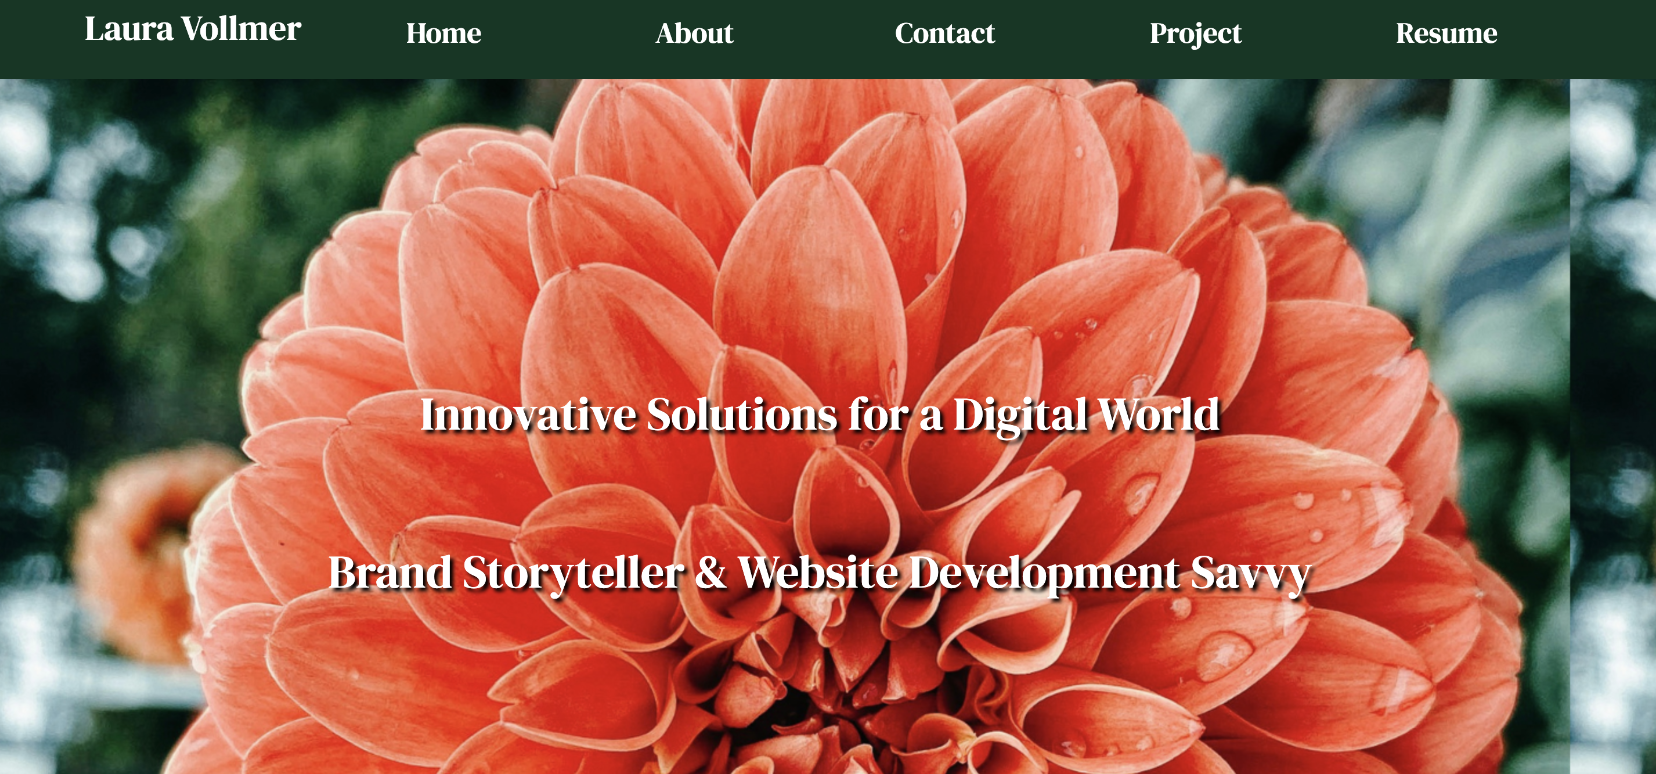 Laura Vollmer
Home
About
Contact
Project
Resume
Innovative Solutions for a Digital World
Brand Storyteller & Website Development Savvy